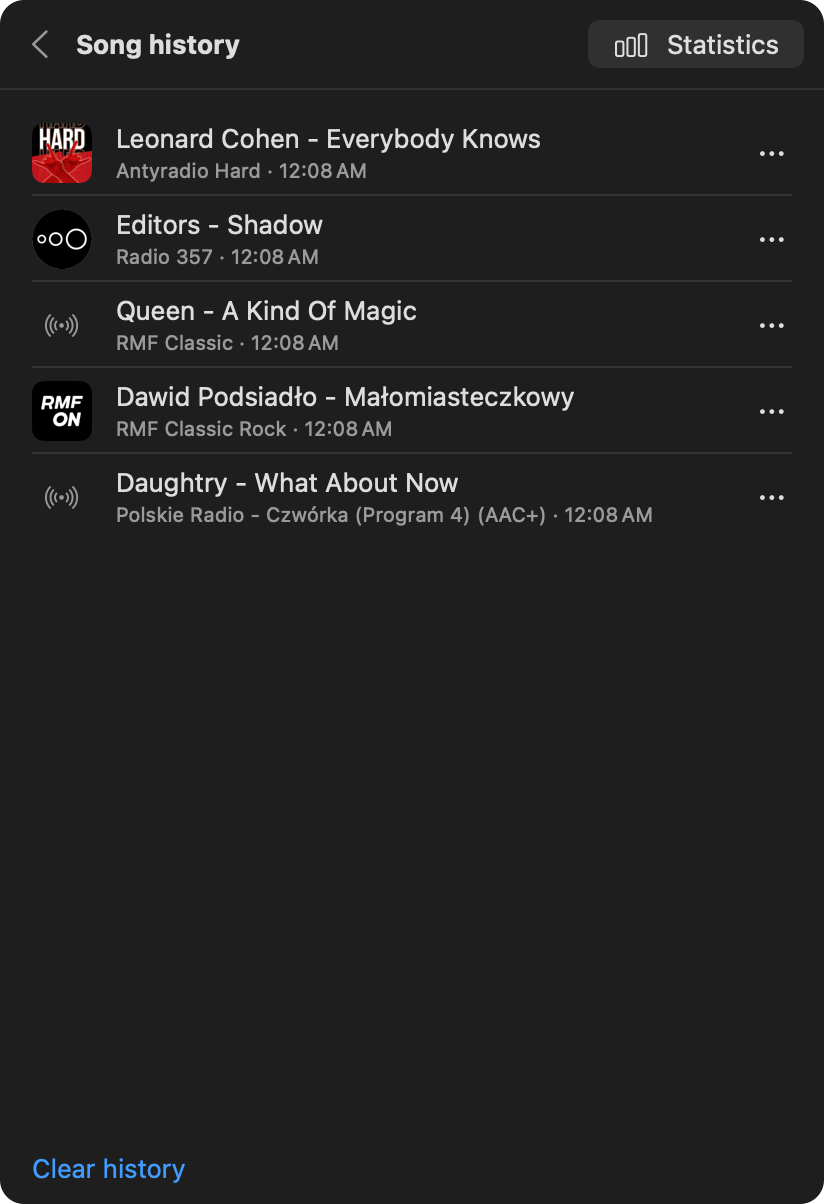 Song history
Statistics
HARD
Leonard Cohen - Everybody Knows
Antyradio Hard · 12:08 AM
Editors - Shadow
Radio 357 · 12:08 AM
Queen - A Kind Of Magic
RMF Classic · 12:08 AM
RMF
ON
Dawid Podsiadło - Małomiasteczkowy
RMF Classic Rock · 12:08 AM
Daughtry - What About Now
Polskie Radio - Czwórka (Program 4) (AAC+) · 12:08 AM
Clear history